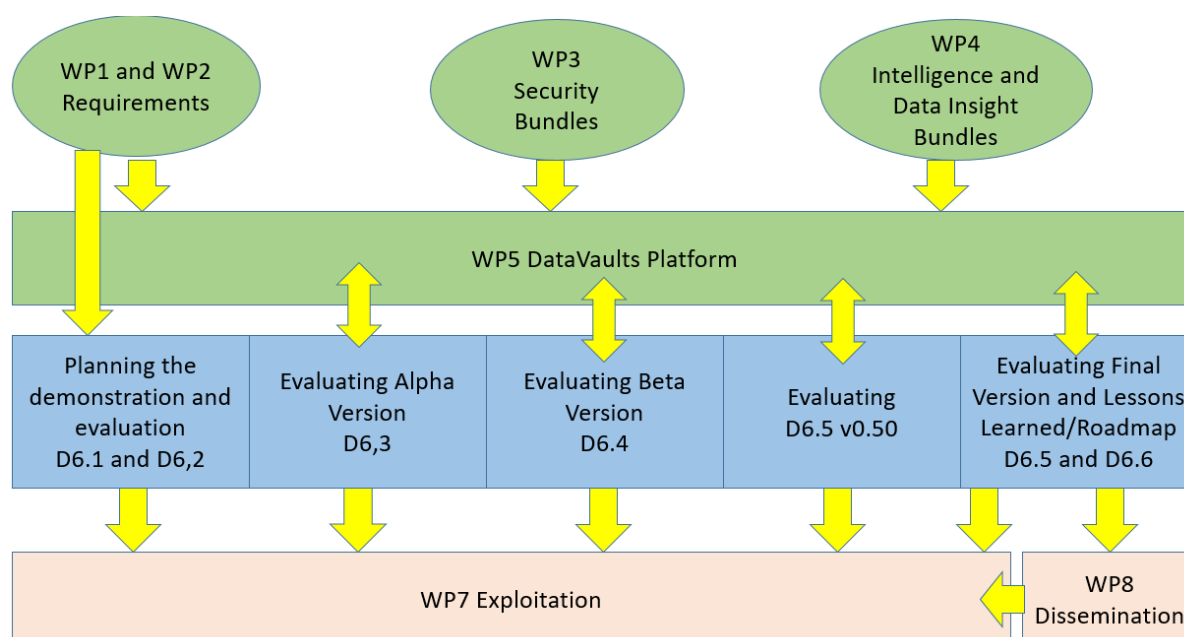 WP1 and WP2
Requirements
WP3
Security
Bundles
WP4
Intelligence and
Data Insight
Bundles
WP5 DataVaults Platform
Planning the
demonstration and
evaluation
D6.1 and D6,2
Evaluating Alpha
Version
D6,3
Evaluating Beta
Version
D6.4
Evaluating
D6.5 v0.50
Evaluating Final
Version and Lessons
Learned/Roadmap
D6.5 and D6.6
WP7 Exploitation
WP8
Dissemination